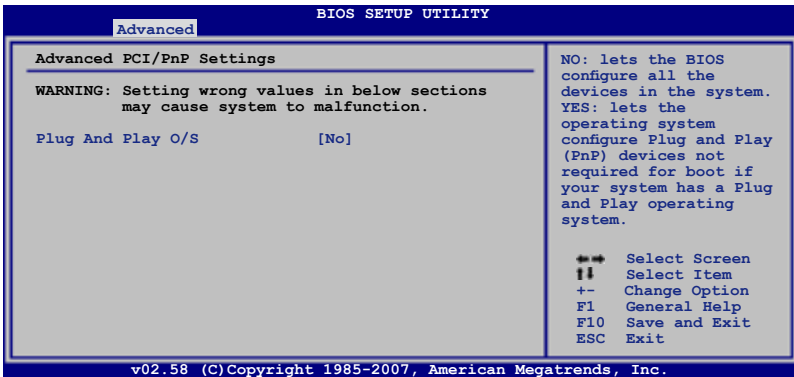 BIOS SETUP UTILITY
Advanced
Advanced PCI/PnP Settings
WARNING: Setting wrong values in below sections
may cause system to malfunction.
Plug And Play O/S [No]
NO: lets the BIOS
configure all the
devices in the system.
YES: lets the
operating system
configure Plug and Play
(PnP) devices not
required for boot if
your system has a Plug
and Play operating
system.
←→ Select Screen
↑↓ Select Item
+- Change Option
F1 General Help
F10 Save and Exit
ESC Exit
v02.58 (C)Copyright 1985-2007, American Megatrends, Inc.